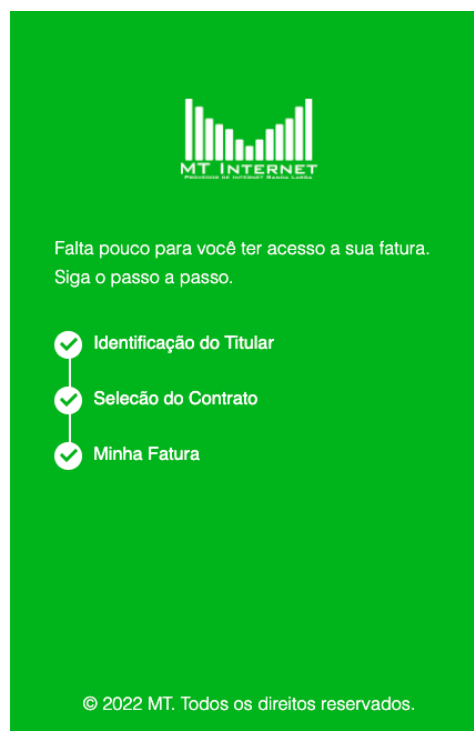 MT INTERNET
PROVEDOR DE INTERNET BANDA LARGA
Falta pouco para você ter acesso a sua fatura.
Siga o passo a passo.
Identificação do Titular
Selecão do Contrato
Minha Fatura
© 2022 MT. Todos os direitos reservados.